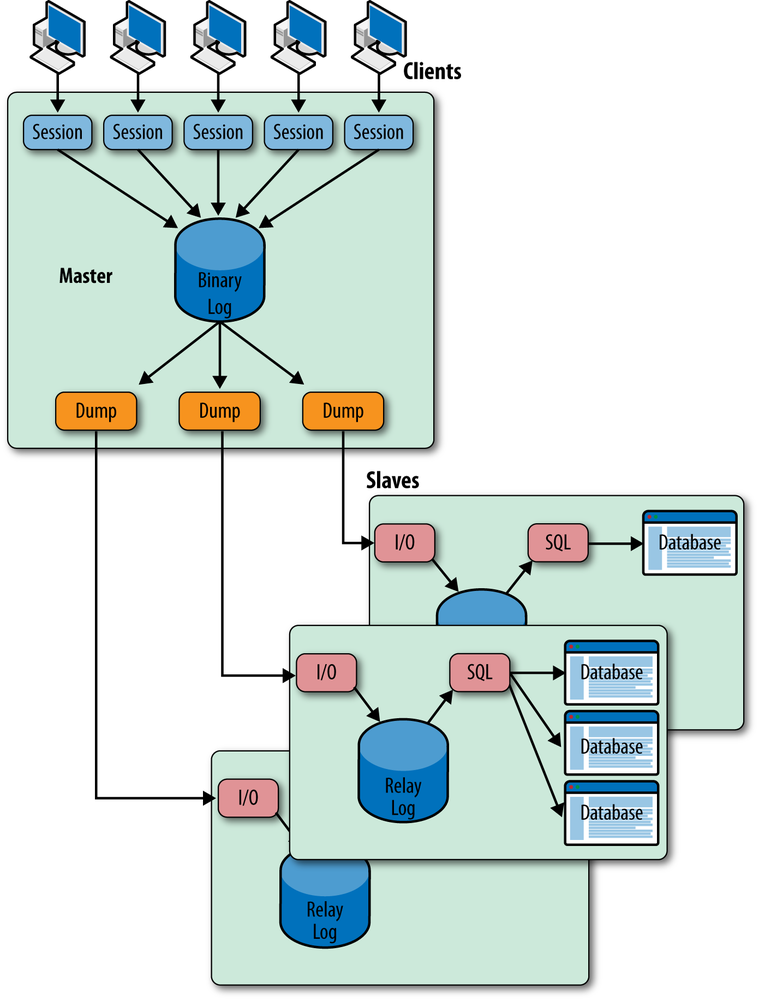 Clients
Session Session Session Session Session
Master
Binary
Log
Dump Dump Dump
Slaves
I/O SQL Database
I/O SQL Database
Database
Relay
Log
Database
I/O
Relay
Log